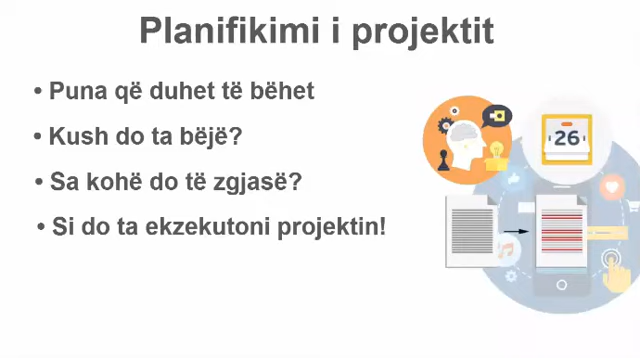 Planifikimi i projektit
• Puna që duhet të bëhet
• Kush do ta bëjë?
• Sa kohë do të zgjasë?
• Si do ta ekzekutoni projektin!
26